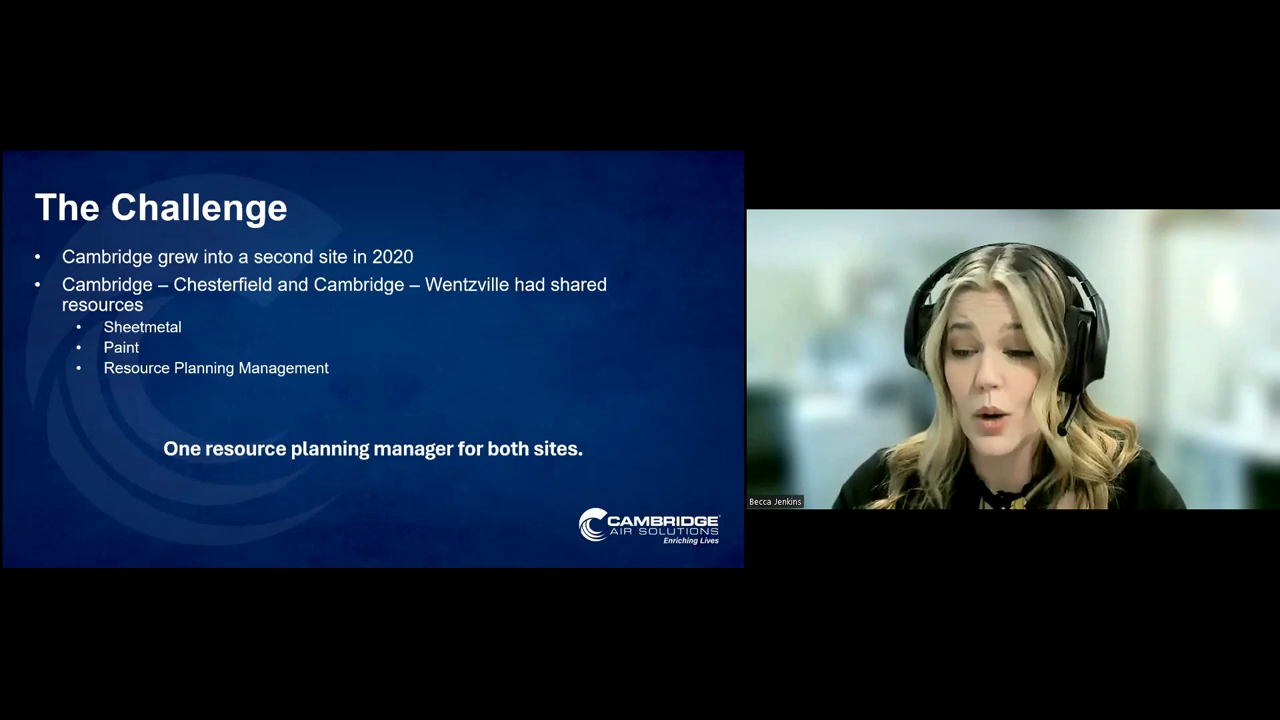 The Challenge
• Cambridge grew into a second site in 2020
• Cambridge – Chesterfield and Cambridge – Wentzville had shared
resources
• Sheetmetal
• Paint
• Resource Planning Management
One resource planning manager for both sites.
CAMBRIDGE
AIR SOLUTIONS
Enriching Lives
Becca Jenkins